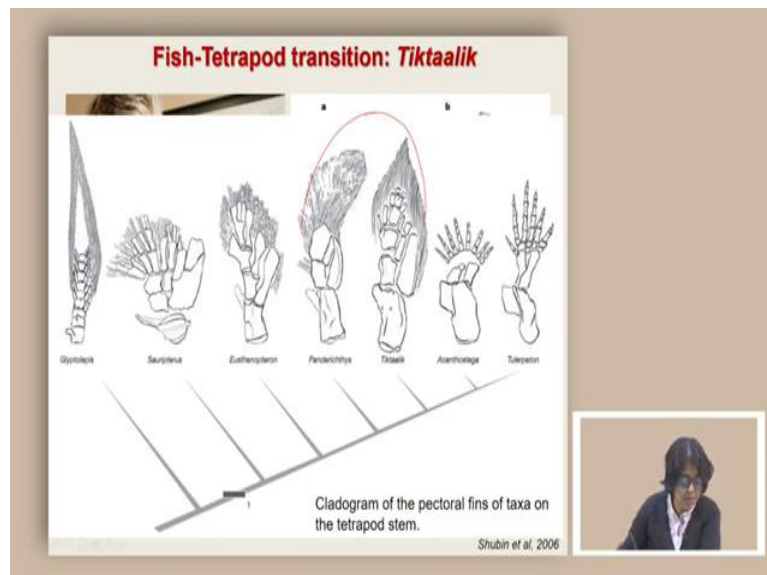 Fish-Tetrapod transition: Tiktaalik
a b
Glyptolepis Sauripterus Eusthenopteron Panderichthys Tiktaalik Acanthostega Tulerpeton
1
Cladogram of the pectoral fins of taxa on
the tetrapod stem.
Shubin et al, 2006